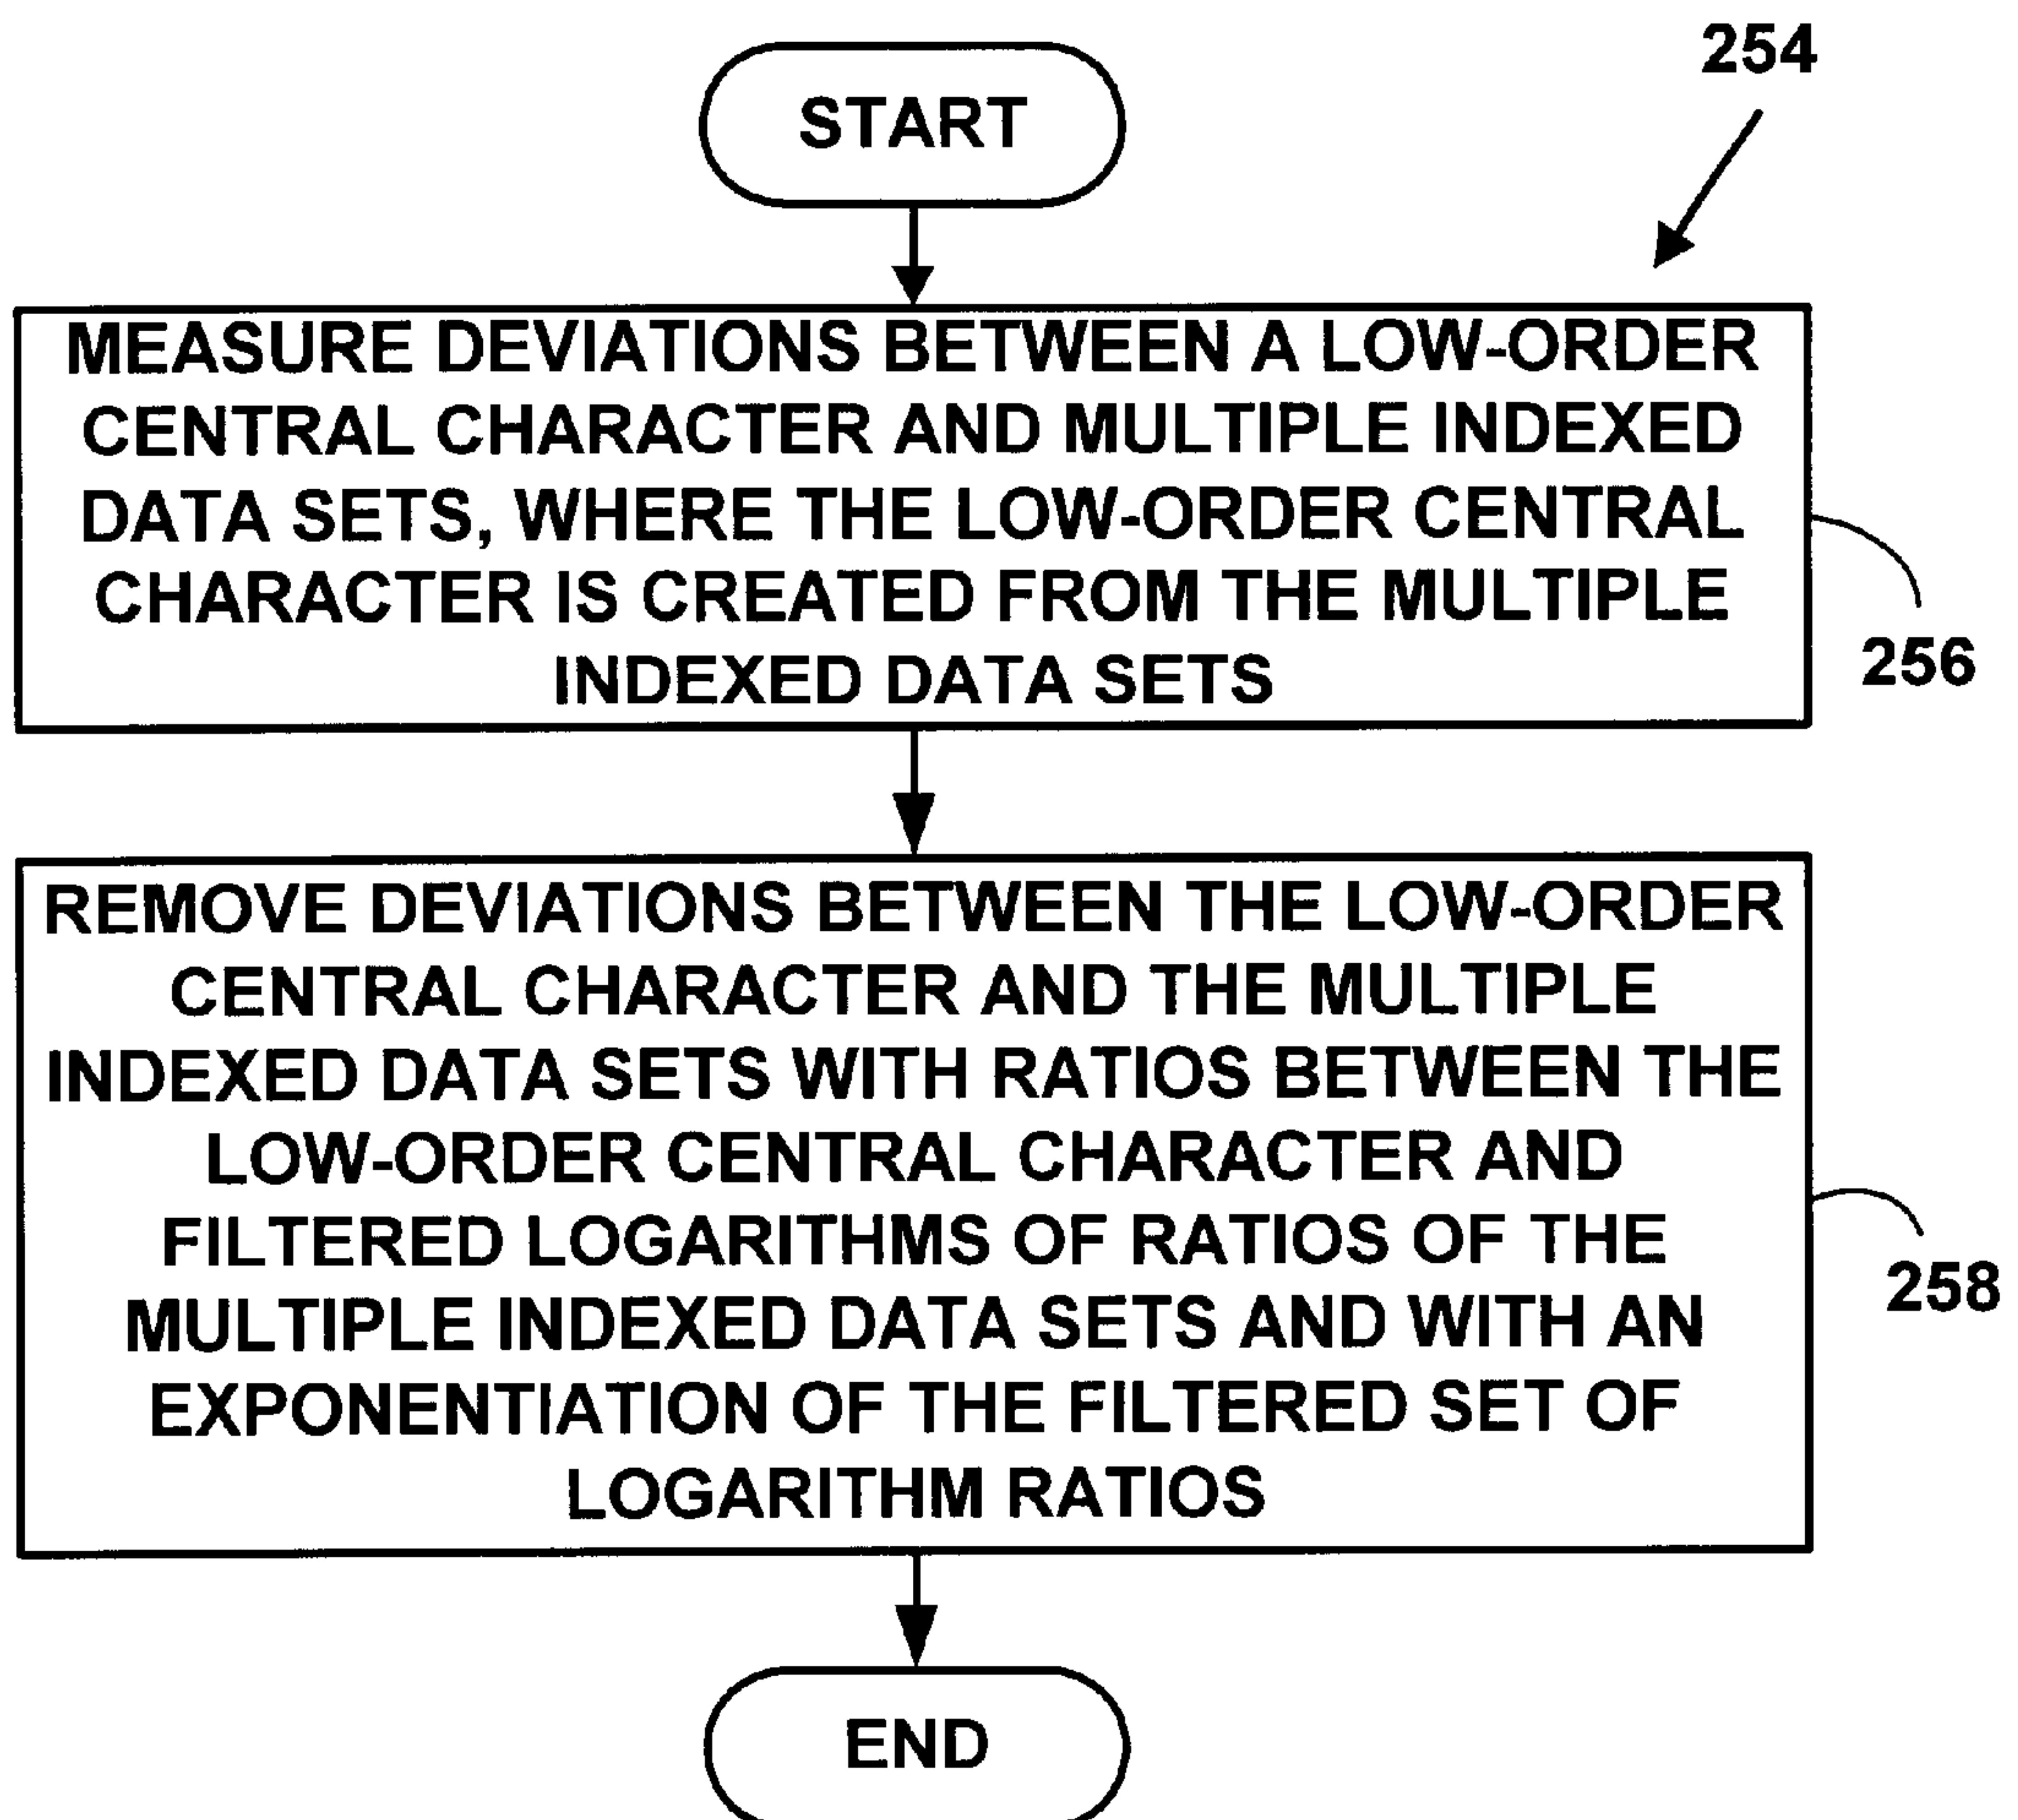 254
START
MEASURE DEVIATIONS BETWEEN A LOW-ORDER
CENTRAL CHARACTER AND MULTIPLE INDEXED
DATA SETS, WHERE THE LOW-ORDER CENTRAL
CHARACTER IS CREATED FROM THE MULTIPLE
INDEXED DATA SETS
256
REMOVE DEVIATIONS BETWEEN THE LOW-ORDER
CENTRAL CHARACTER AND THE MULTIPLE
INDEXED DATA SETS WITH RATIOS BETWEEN THE
LOW-ORDER CENTRAL CHARACTER AND
FILTERED LOGARITHMS OF RATIOS OF THE
MULTIPLE INDEXED DATA SETS AND WITH AN
EXPONENTIATION OF THE FILTERED SET OF
LOGARITHM RATIOS
258
END